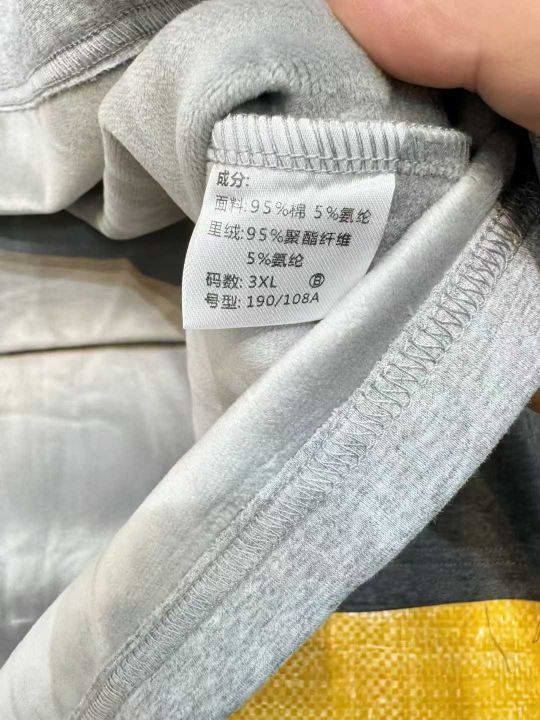 成分:
面料:95%棉 5%氨纶
里绒:95%聚酯纤维
5%氨纶
码数:3XL Ⓑ
号型:190/108A